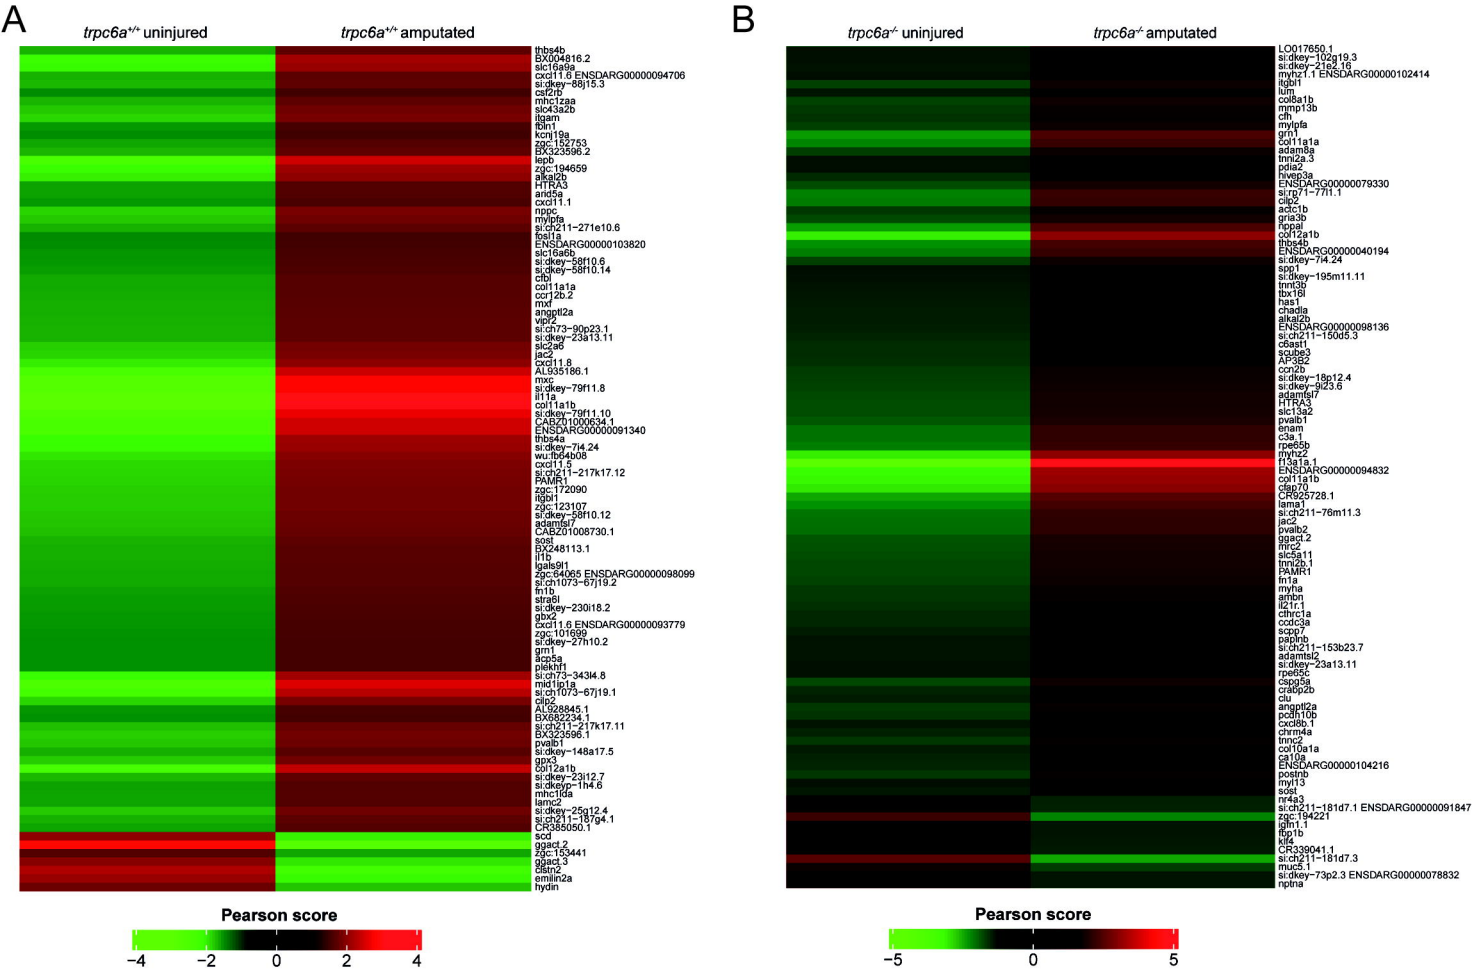 A
B
trpc6a+/+ uninjured
trpc6a+/+ amputated
thbs4b
BX004816.2
slc16a9a
cxcl11.6 ENSDARG00000094706
si:dkey−88j15.3
csf2rb
mhc1zaa
slc43a2b
itgam
fbln1
kcnj19a
zgc:152753
BX323596.2
lepb
zgc:194659
alkal2b
HTRA3
arid5a
cxcl11.1
nppc
mylpfa
si:ch211−271e10.6
fosl1a
ENSDARG00000103820
slc16a6b
si:dkey−58f10.6
si:dkey−58f10.14
cfbl
col11a1a
ccr12b.2
mxf
angptl2a
vipr2
si:ch73−90p23.1
si:dkey−23a13.11
slc2a6
jac2
cxcl11.8
AL935186.1
mxc
si:dkey−79f11.8
il11a
col11a1b
si:dkey−79f11.10
CABZ01000634.1
ENSDARG00000091340
thbs4a
si:dkey−7i4.24
wu:fb64b08
cxcl11.5
si:ch211−217k17.12
PAMR1
zgc:172090
itgbl1
zgc:123107
si:dkey−58f10.12
adamtsl7
CABZ01008730.1
sost
BX248113.1
il1b
lgals9l1
zgc:64065 ENSDARG00000098099
si:ch1073−67j19.2
fn1b
stra6l
si:dkey−230i18.2
gbx2
cxcl11.6 ENSDARG00000093779
zgc:101699
si:dkey−27h10.2
grn1
acp5a
plekhf1
si:ch73−343l4.8
mid1ip1a
si:ch1073−67j19.1
cilp2
AL928845.1
BX682234.1
si:ch211−217k17.11
BX323596.1
pvalb1
si:dkey−148a17.5
gpx3
col12a1b
si:dkey−23i12.7
si:dkeyp−1h4.6
mhc1lda
lamc2
si:dkey−25g12.4
si:ch211−187g4.1
CR385050.1
scd
ggact.2
zgc:153441
ggact.3
clstn2
emilin2a
hydin
Pearson score
−4 −2 0 2 4
trpc6a-/- uninjured
trpc6a-/- amputated
LO017650.1
si:dkey−102g19.3
si:dkey−21e2.16
myhz1.1 ENSDARG00000102414
itgbl1
lum
col8a1b
mmp13b
cfh
mylpfa
grn1
col11a1a
adam8a
tnni2a.3
pdia2
hivep3a
ENSDARG00000079330
si:rp71−77l1.1
cilp2
actc1b
gria3b
nppal
col12a1b
thbs4b
ENSDARG00000040194
si:dkey−7i4.24
spp1
si:dkey−195m11.11
tnnt3b
tbx16l
has1
chadla
alkal2b
ENSDARG00000098136
si:ch211−150d5.3
c6ast1
scube3
AP3B2
ccn2b
si:dkey−18p12.4
si:dkey−9i23.6
adamtsl7
HTRA3
slc13a2
pvalb1
enam
c3a.1
rpe65b
myhz2
f13a1a.1
ENSDARG00000094832
col11a1b
cfap70
CR925728.1
lama1
si:ch211−76m11.3
jac2
pvalb2
ggact.2
mrc2
slc5a11
tnni2b.1
PAMR1
fn1a
myha
ambn
il21r.1
cthrc1a
ccdc3a
scpp7
paplnb
si:ch211−153b23.7
adamtsl2
si:dkey−23a13.11
rpe65c
cspg5a
crabp2b
clu
angptl2a
pcdh10b
cxcl8b.1
chrm4a
tnnc2
col10a1a
ca10a
ENSDARG00000104216
postnb
myl13
sost
nr4a3
si:ch211−181d7.1 ENSDARG00000091847
zgc:194221
igfn1.1
fbp1b
klf4
CR339041.1
si:ch211−181d7.3
muc5.1
si:dkey−73p2.3 ENSDARG00000078832
nptna
Pearson score
−5 0 5